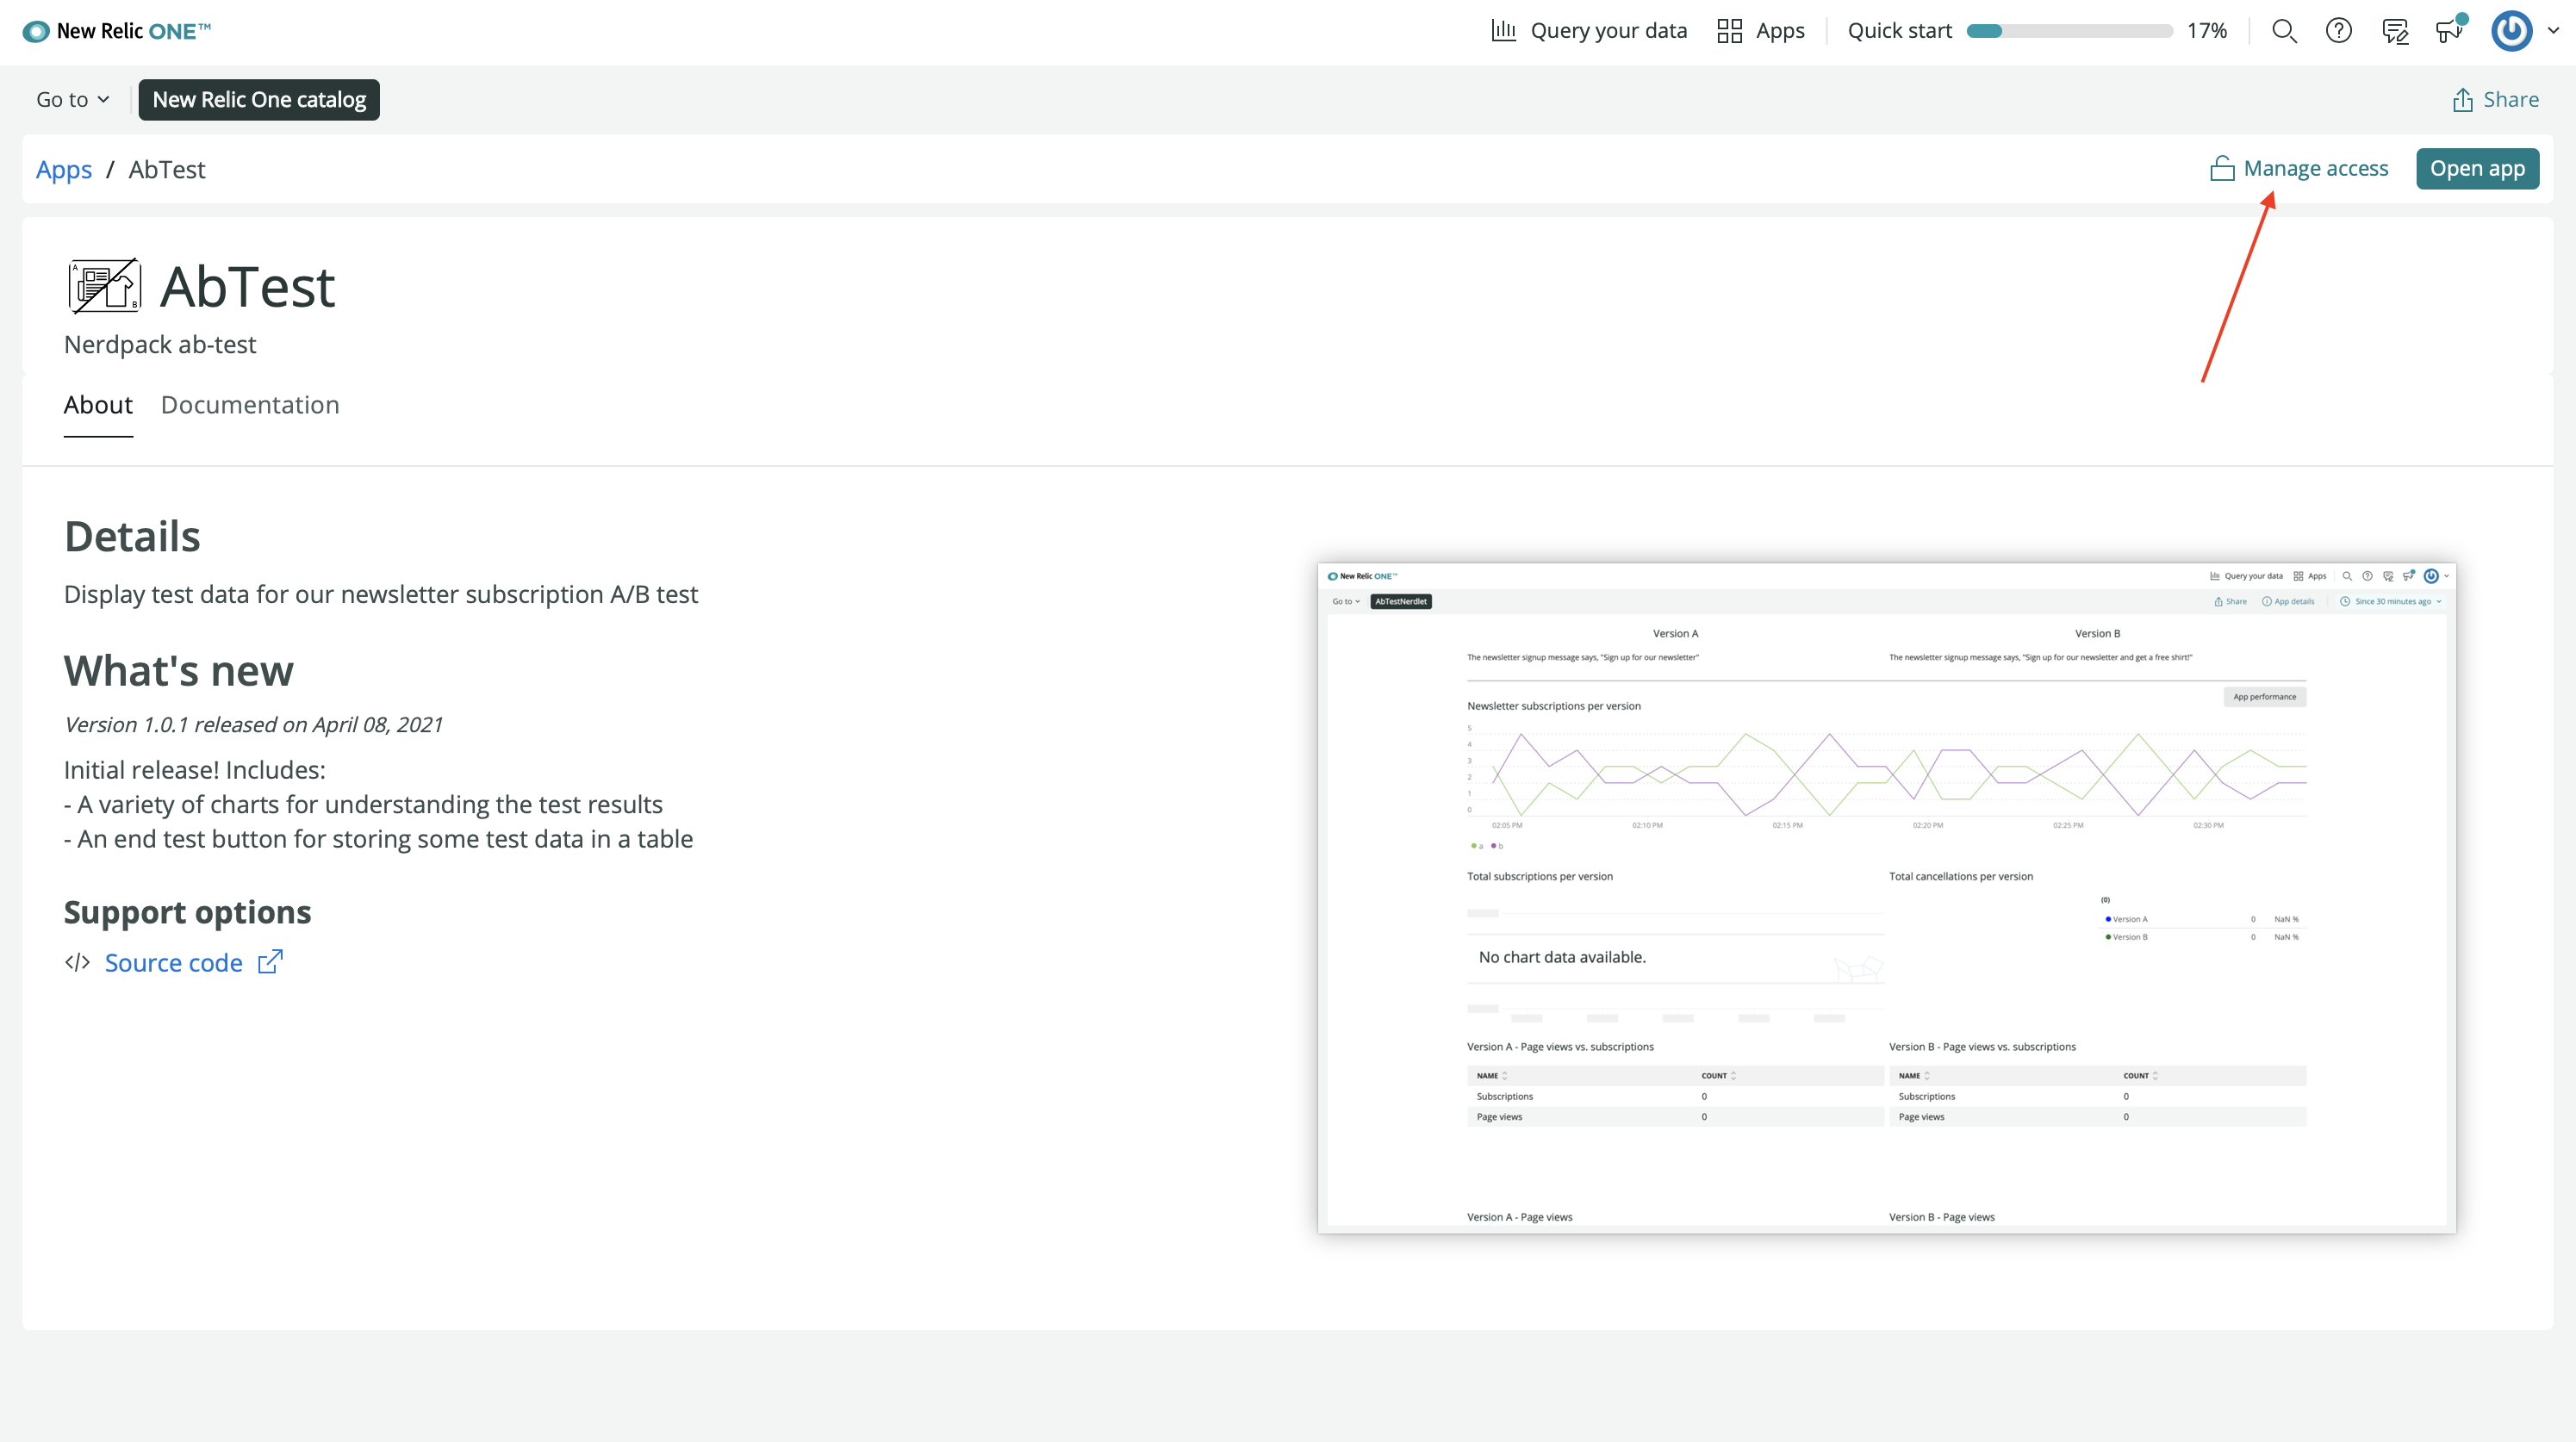 New Relic ONE™
Query your data
Apps
Quick start
17%
Go to
New Relic One catalog
Share
Apps / AbTest
Manage access
Open app
A
B
AbTest
Nerdpack ab-test
About
Documentation
Details
Display test data for our newsletter subscription A/B test
What's new
Version 1.0.1 released on April 08, 2021
Initial release! Includes:
- A variety of charts for understanding the test results
- An end test button for storing some test data in a table
Support options
</> Source code
New Relic ONE™
Query your data
Apps
Go to
AbTestNerdlet
Share
App details
Since 30 minutes ago
Version A
Version B
The newsletter signup message says, "Sign up for our newsletter"
The newsletter signup message says, "Sign up for our newsletter and get a free shirt!"
App performance
Newsletter subscriptions per version
5
4
3
2
1
0
02:05 PM
02:10 PM
02:15 PM
02:20 PM
02:25 PM
02:30 PM
a
b
Total subscriptions per version
Total cancellations per version
No chart data available.
(0)
Version A 0 NaN %
Version B 0 NaN %
Version A - Page views vs. subscriptions
NAME COUNT
Subscriptions 0
Page views 0
Version B - Page views vs. subscriptions
NAME COUNT
Subscriptions 0
Page views 0
Version A - Page views
Version B - Page views